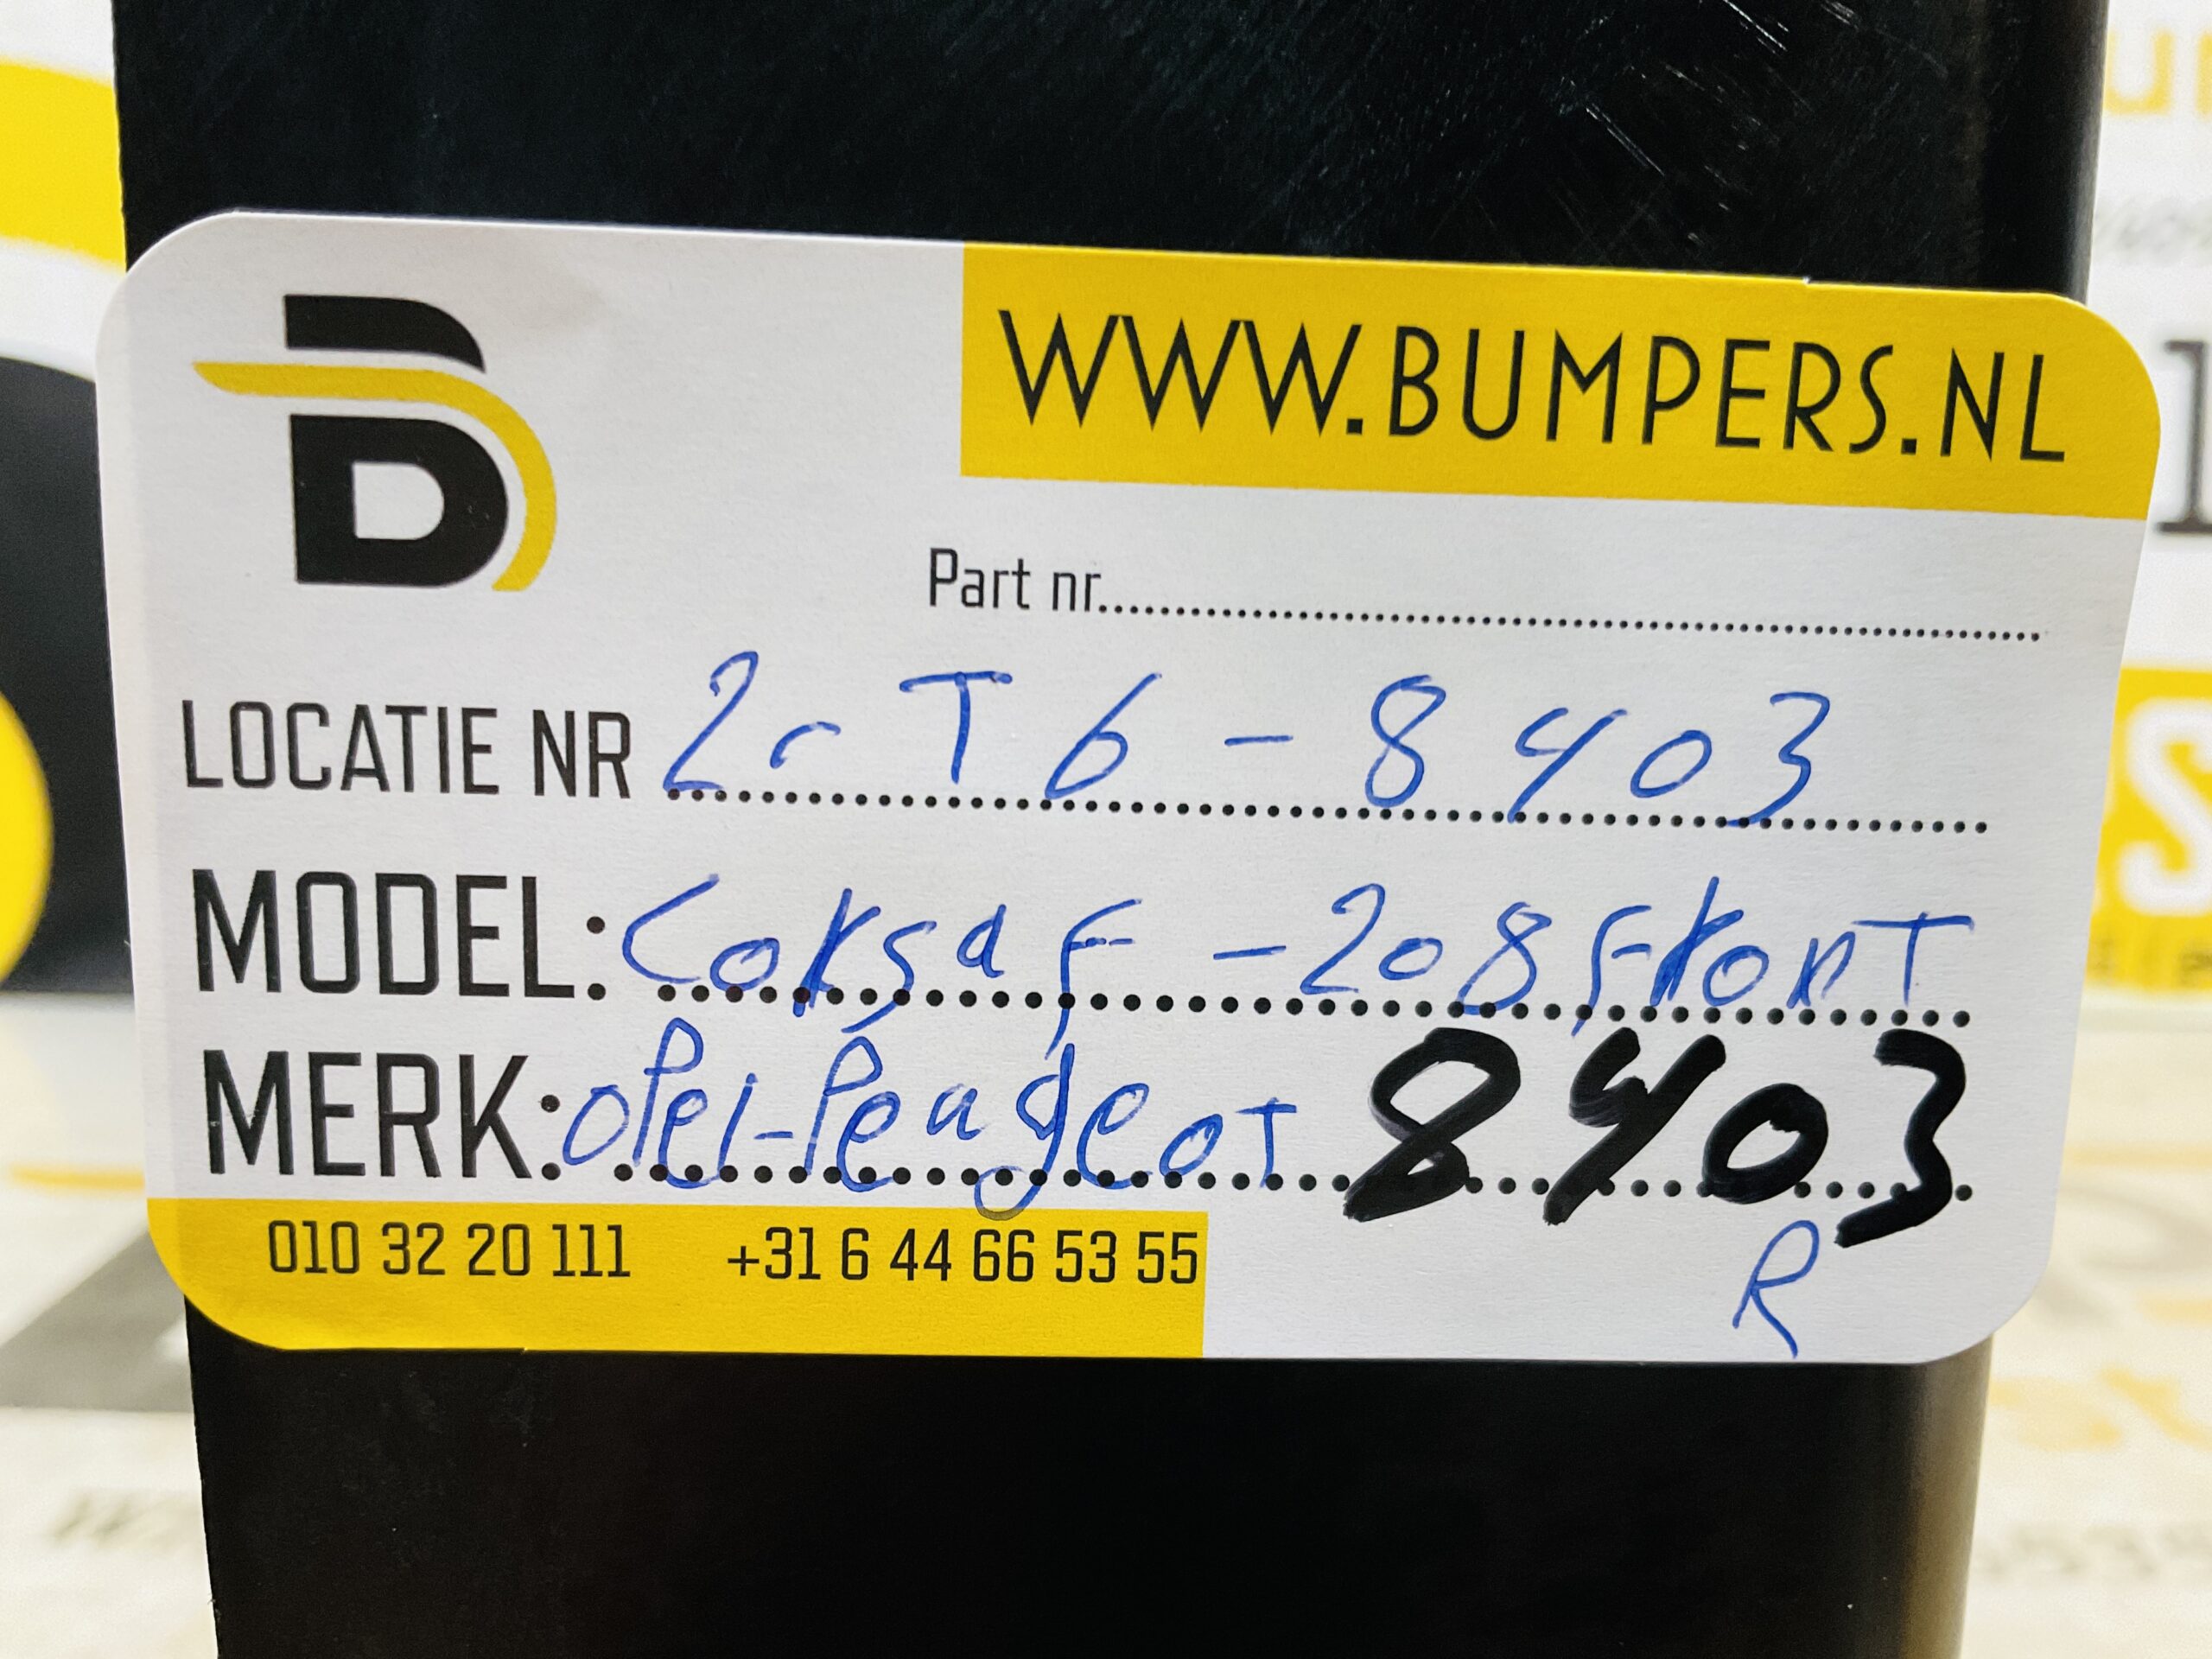 WWW.BUMPERS.NL
Part nr.
LOCATIE NR 2r T6 - 8403
MODEL: Corsa F - 208 Front
MERK: Opel - Peugeot 8403
010 32 20 111 +31 6 44 66 53 55
R